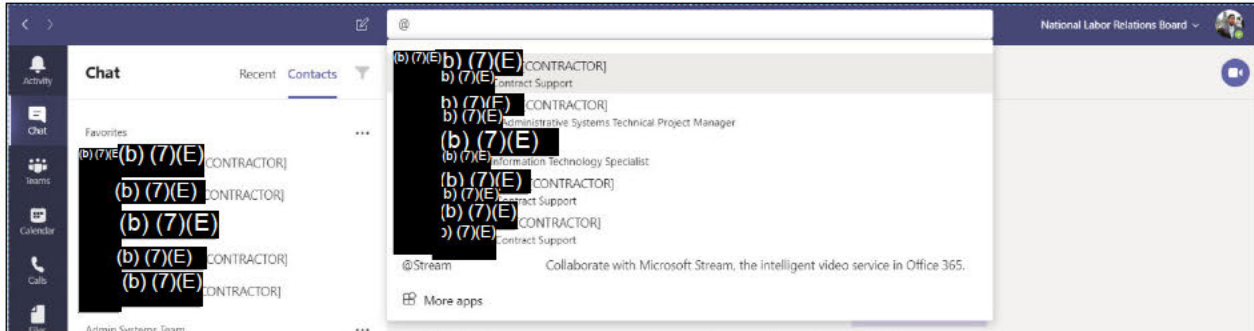 @
National Labor Relations Board
Activity
Chat
Teams
Calendar
Calls
Chat
Recent Contacts
Favorites
...
(b) (7)(E (b) (7)(E) CONTRACTOR]
(b) (7)(E) CONTRACTOR]
(b) (7)(E)
(b) (7)(E) CONTRACTOR]
(b) (7)(E) CONTRACTOR]
Admin Systems Team
...
(b) (7)(E) b) (7)(E) CONTRACTOR]
b) (7)(E) Contract Support
b) (7)(E) CONTRACTOR]
b) (7)(E) Administrative Systems Technical Project Manager
(b) (7)(E)
(b) (7)(E) Information Technology Specialist
(b) (7)(E) CONTRACTOR]
b) (7)(E) Contract Support
(b) (7)(E) CONTRACTOR]
b) (7)(E) Contract Support
@Stream Collaborate with Microsoft Stream, the intelligent video service in Office 365.
More apps